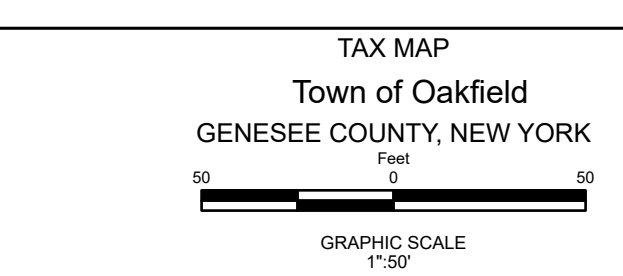 TAX MAP
Town of Oakfield
GENESEE COUNTY, NEW YORK
Feet
50 0 50
GRAPHIC SCALE
1":50'